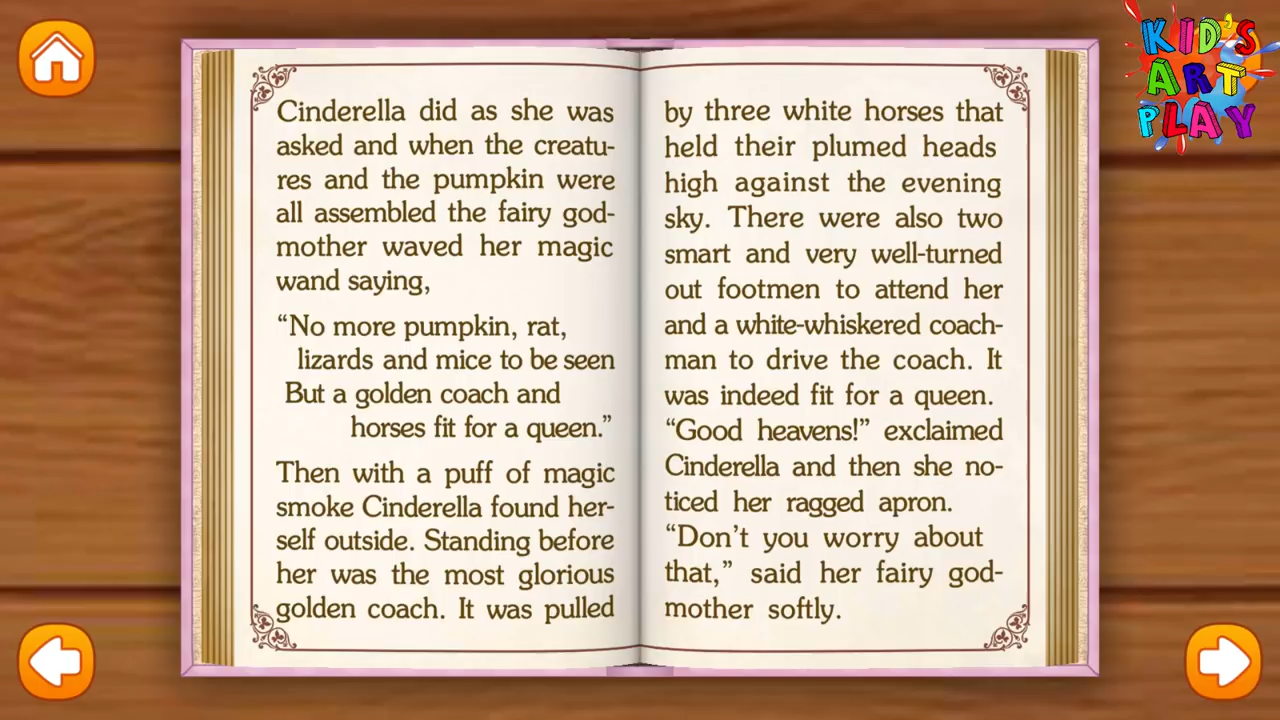 Cinderella did as she was
asked and when the creatu-
res and the pumpkin were
all assembled the fairy god-
mother waved her magic
wand saying,
“No more pumpkin, rat,
lizards and mice to be seen
But a golden coach and
horses fit for a queen.”
Then with a puff of magic
smoke Cinderella found her-
self outside. Standing before
her was the most glorious
golden coach. It was pulled
by three white horses that
held their plumed heads
high against the evening
sky. There were also two
smart and very well-turned
out footmen to attend her
and a white-whiskered coach-
man to drive the coach. It
was indeed fit for a queen.
“Good heavens!” exclaimed
Cinderella and then she no-
ticed her ragged apron.
“Don’t you worry about
that,” said her fairy god-
mother softly.
KID'S
ART
PLAY